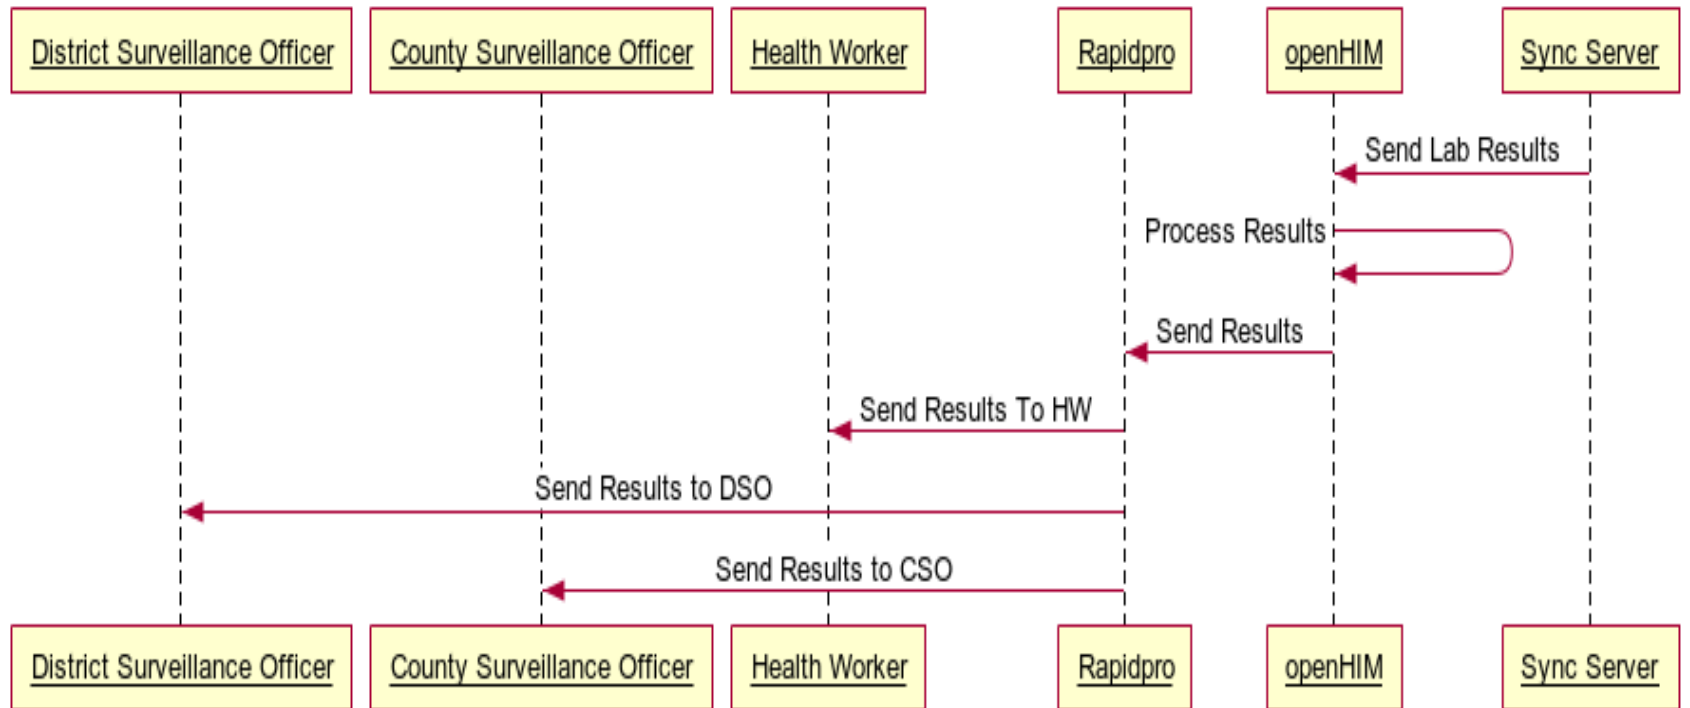 District Surveillance Officer
County Surveillance Officer
Health Worker
Rapidpro
openHIM
Sync Server
Send Lab Results
Process Results
Send Results
Send Results To HW
Send Results to DSO
Send Results to CSO
District Surveillance Officer
County Surveillance Officer
Health Worker
Rapidpro
openHIM
Sync Server